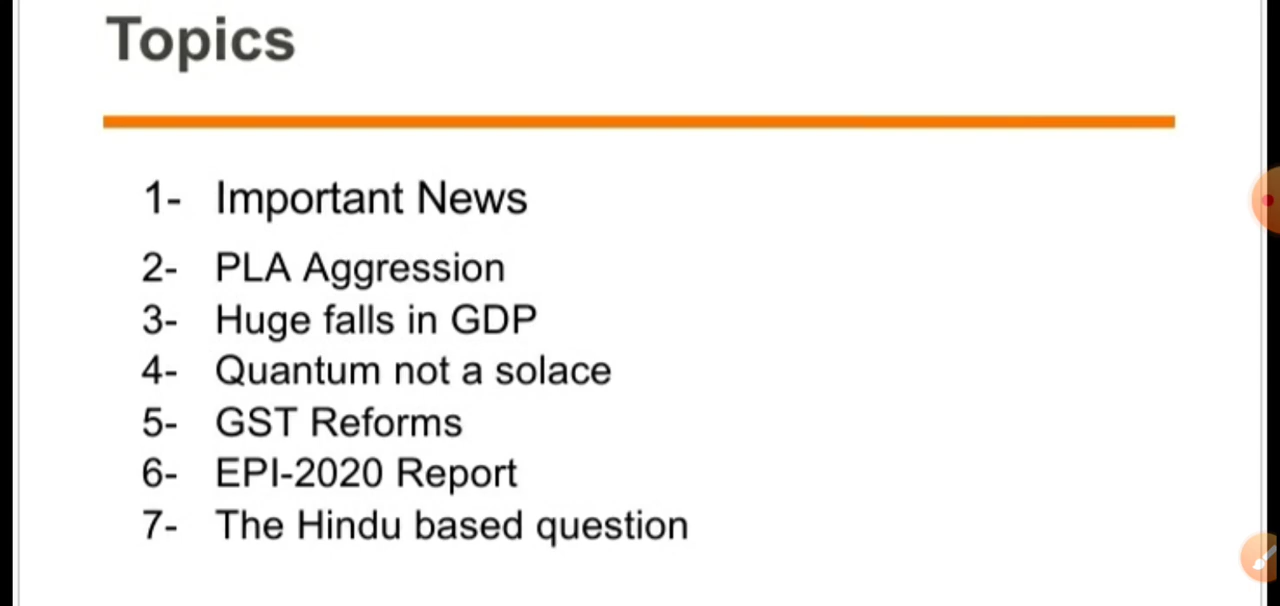 Topics
1- Important News
2- PLA Aggression
3- Huge falls in GDP
4- Quantum not a solace
5- GST Reforms
6- EPI-2020 Report
7- The Hindu based question